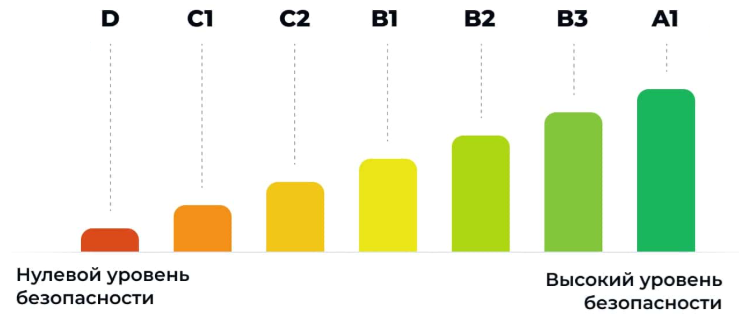 D C1 C2 B1 B2 B3 A1
Нулевой уровень
безопасности
Высокий уровень
безопасности